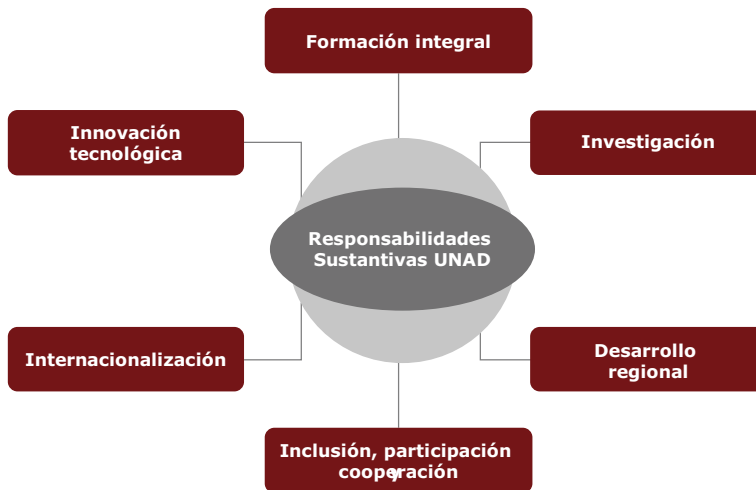 Formación integral
Innovación
tecnológica
Investigación
Responsabilidades
Sustantivas UNAD
Internacionalización
Desarrollo
regional
Inclusión, participación
y
cooperación